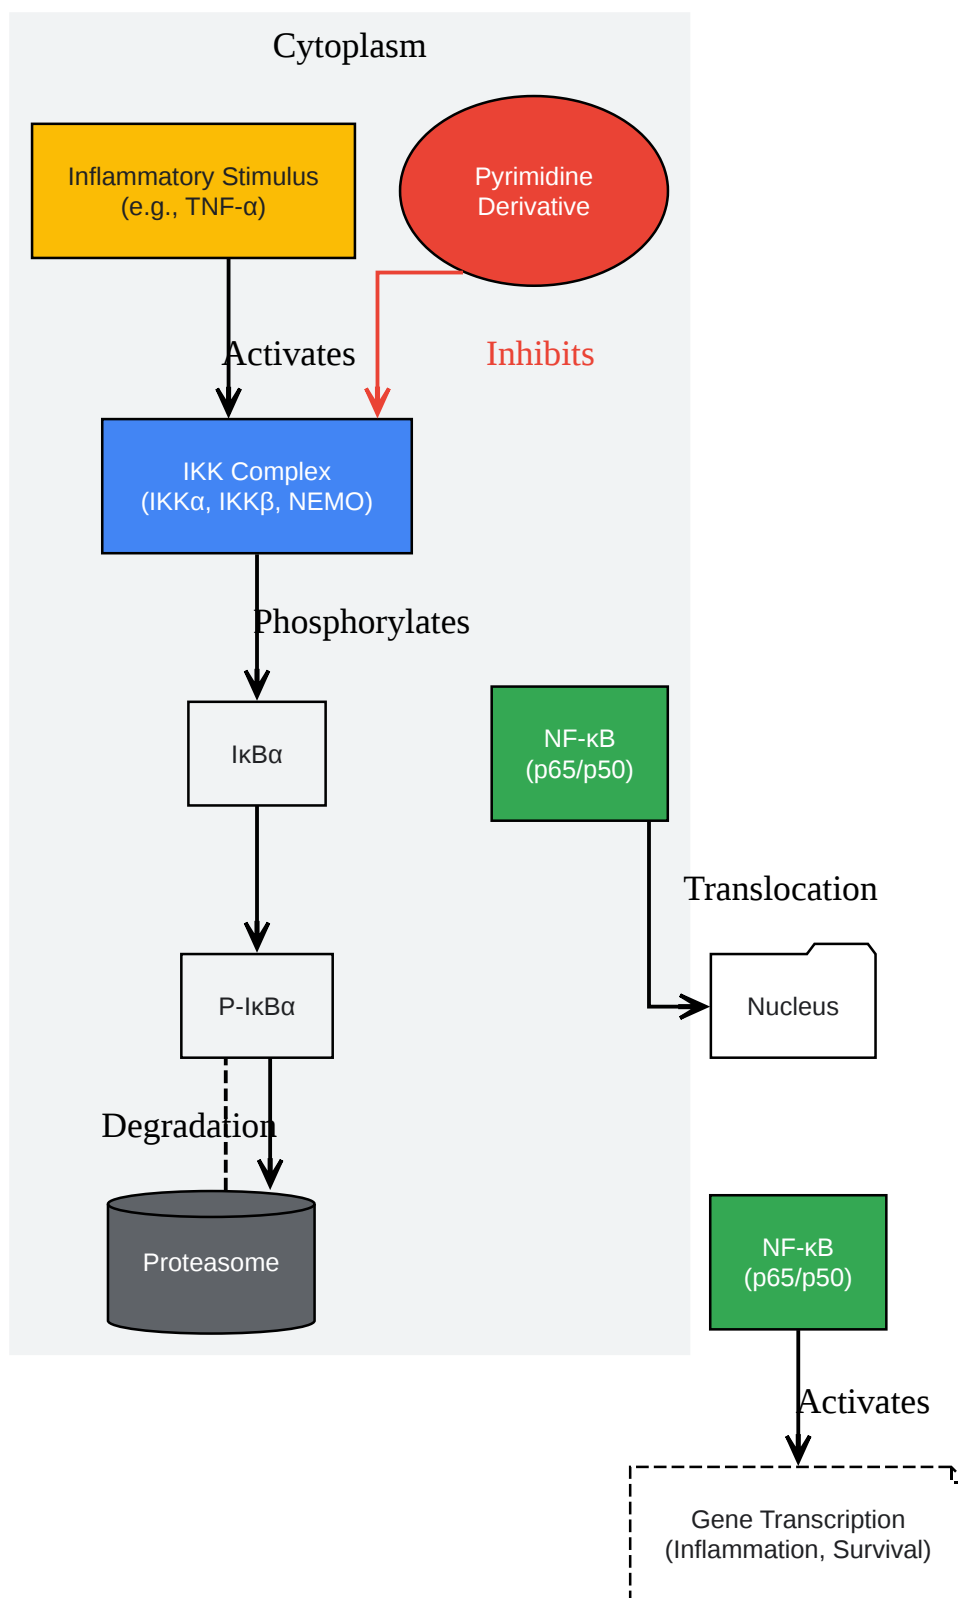 Cytoplasm
Inflammatory Stimulus
(e.g., TNF-α)
Pyrimidine
Derivative
Activates
Inhibits
IKK Complex
(IKKα, IKKβ, NEMO)
Phosphorylates
IκBα
NF-κB
(p65/p50)
Translocation
P-IκBα
Nucleus
Degradation
Proteasome
NF-κB
(p65/p50)
Activates
Gene Transcription
(Inflammation, Survival)